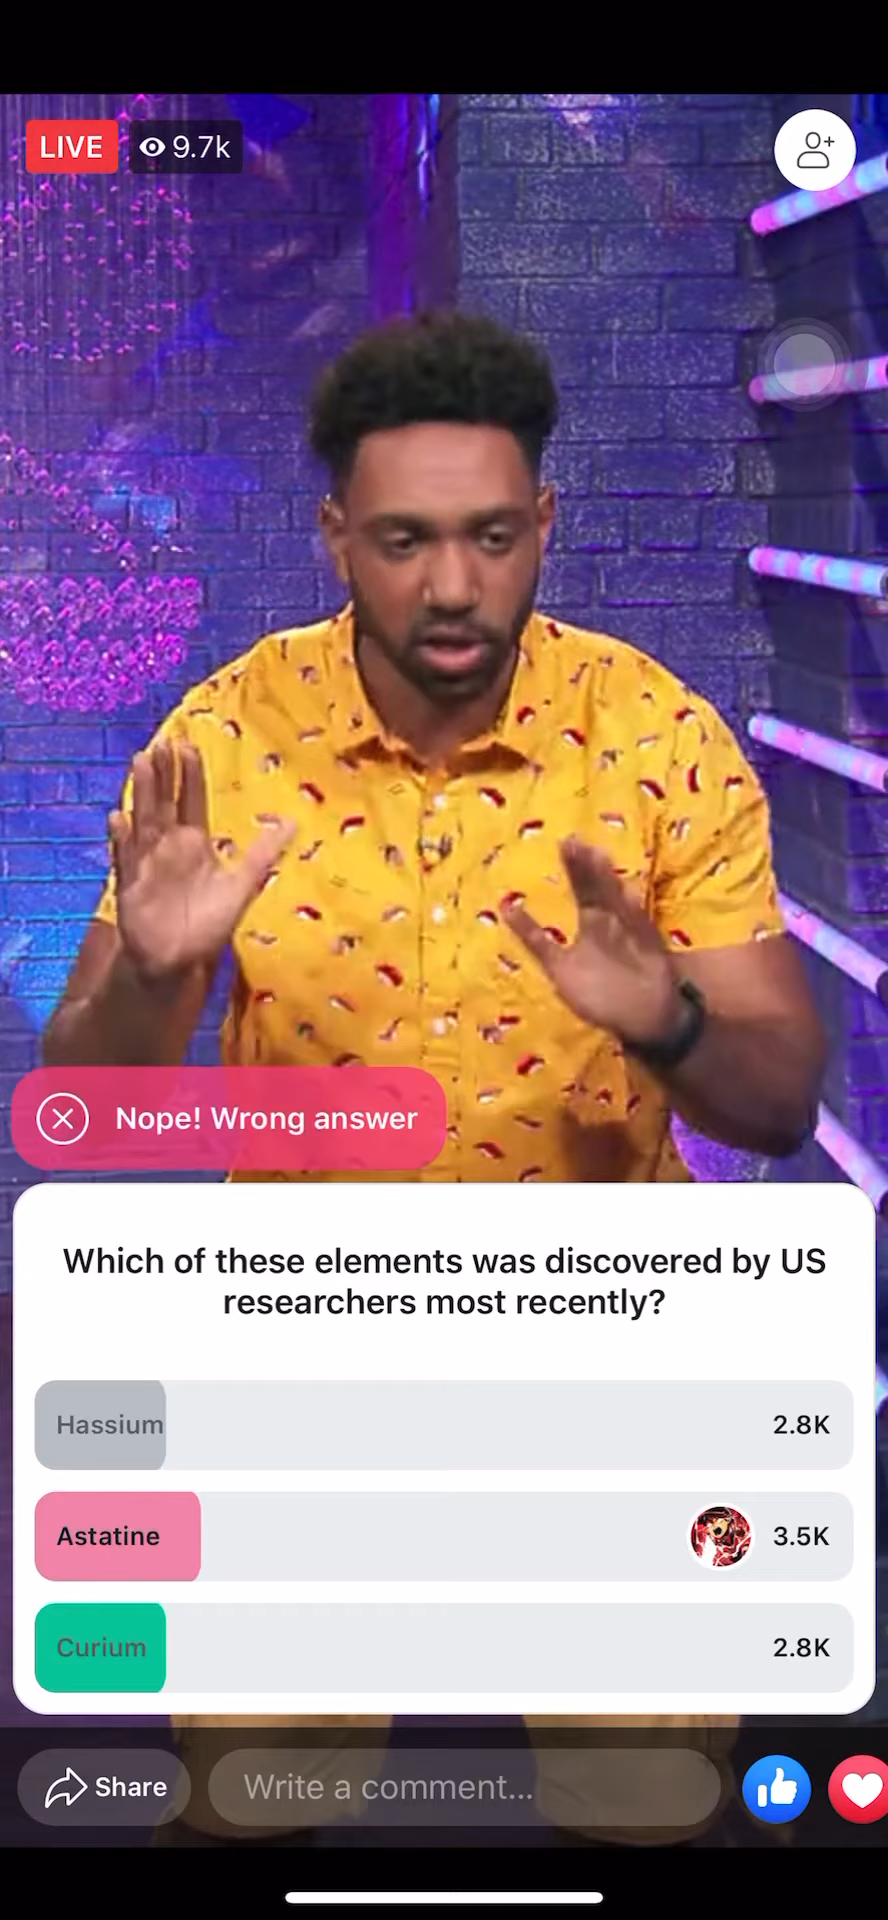 LIVE
9.7k
Nope! Wrong answer
Which of these elements was discovered by US
researchers most recently?
Hassium 2.8K
Astatine 3.5K
Curium 2.8K
Share
Write a comment...